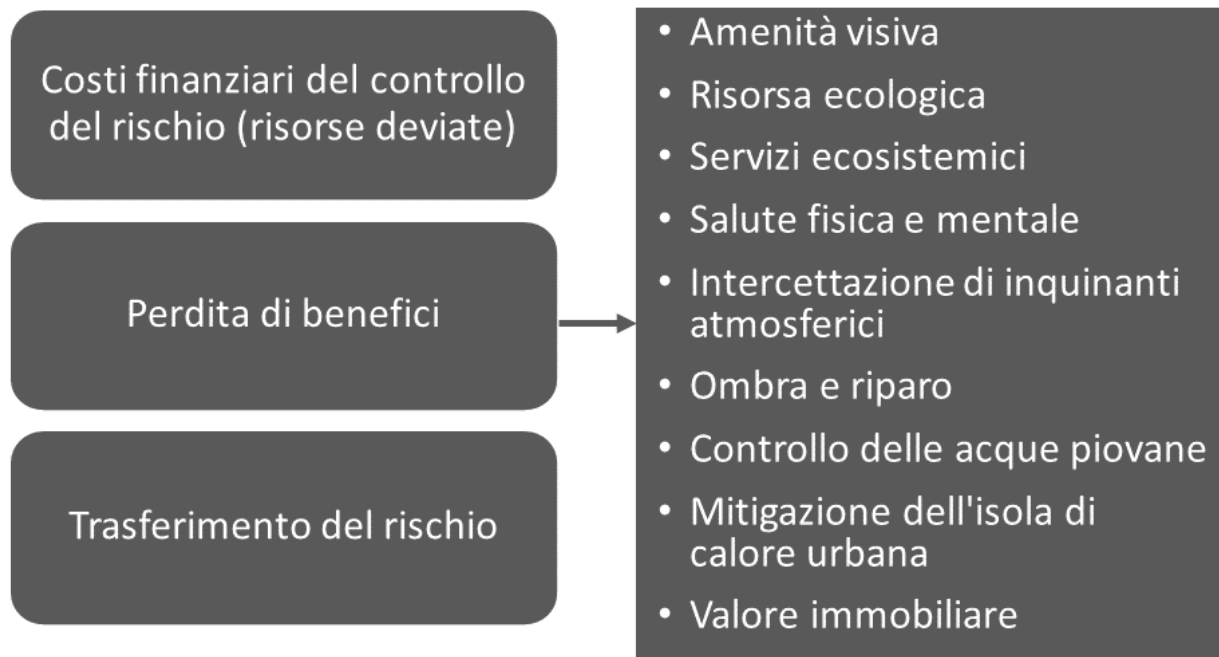 Costi finanziari del controllo
del rischio (risorse deviate)
Perdita di benefici
Trasferimento del rischio
• Amenità visiva
• Risorsa ecologica
• Servizi ecosistemici
• Salute fisica e mentale
• Intercettazione di inquinanti
atmosferici
• Ombra e riparo
• Controllo delle acque piovane
• Mitigazione dell'isola di
calore urbana
• Valore immobiliare